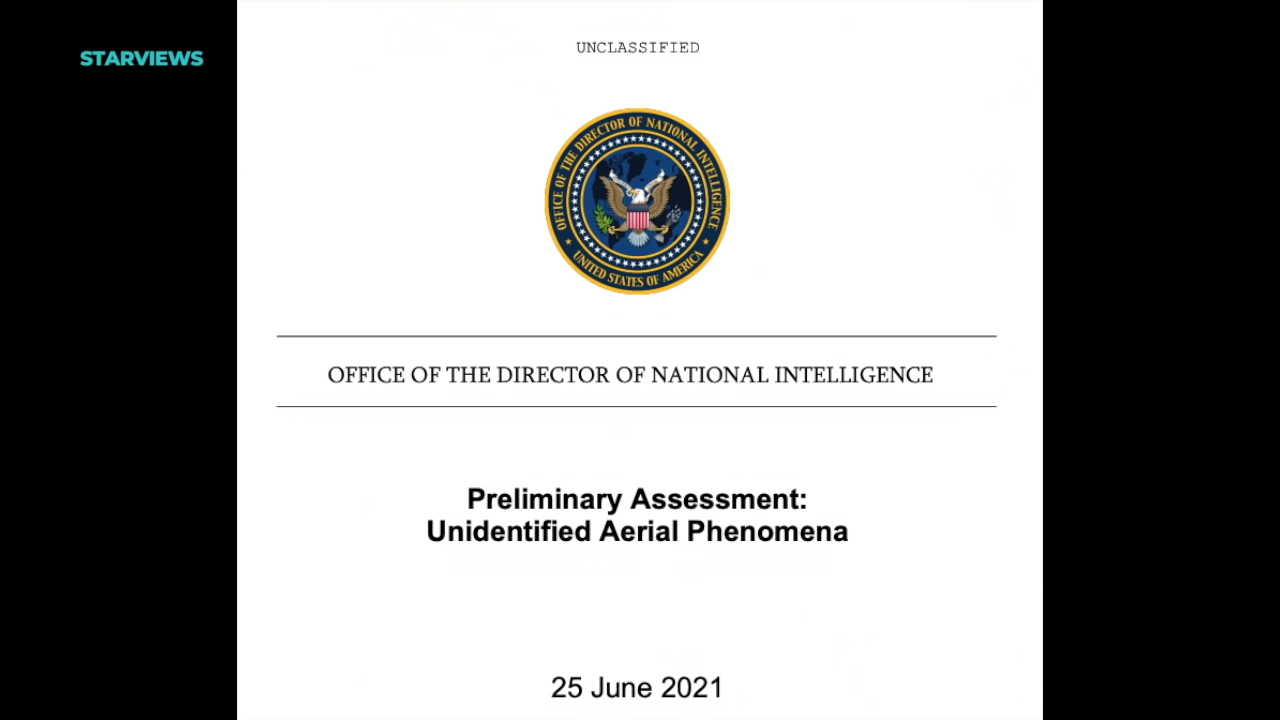 STARVIEWS
UNCLASSIFIED
OFFICE OF THE DIRECTOR OF NATIONAL INTELLIGENCE
UNITED STATES OF AMERICA
OFFICE OF THE DIRECTOR OF NATIONAL INTELLIGENCE
Preliminary Assessment:
Unidentified Aerial Phenomena
25 June 2021